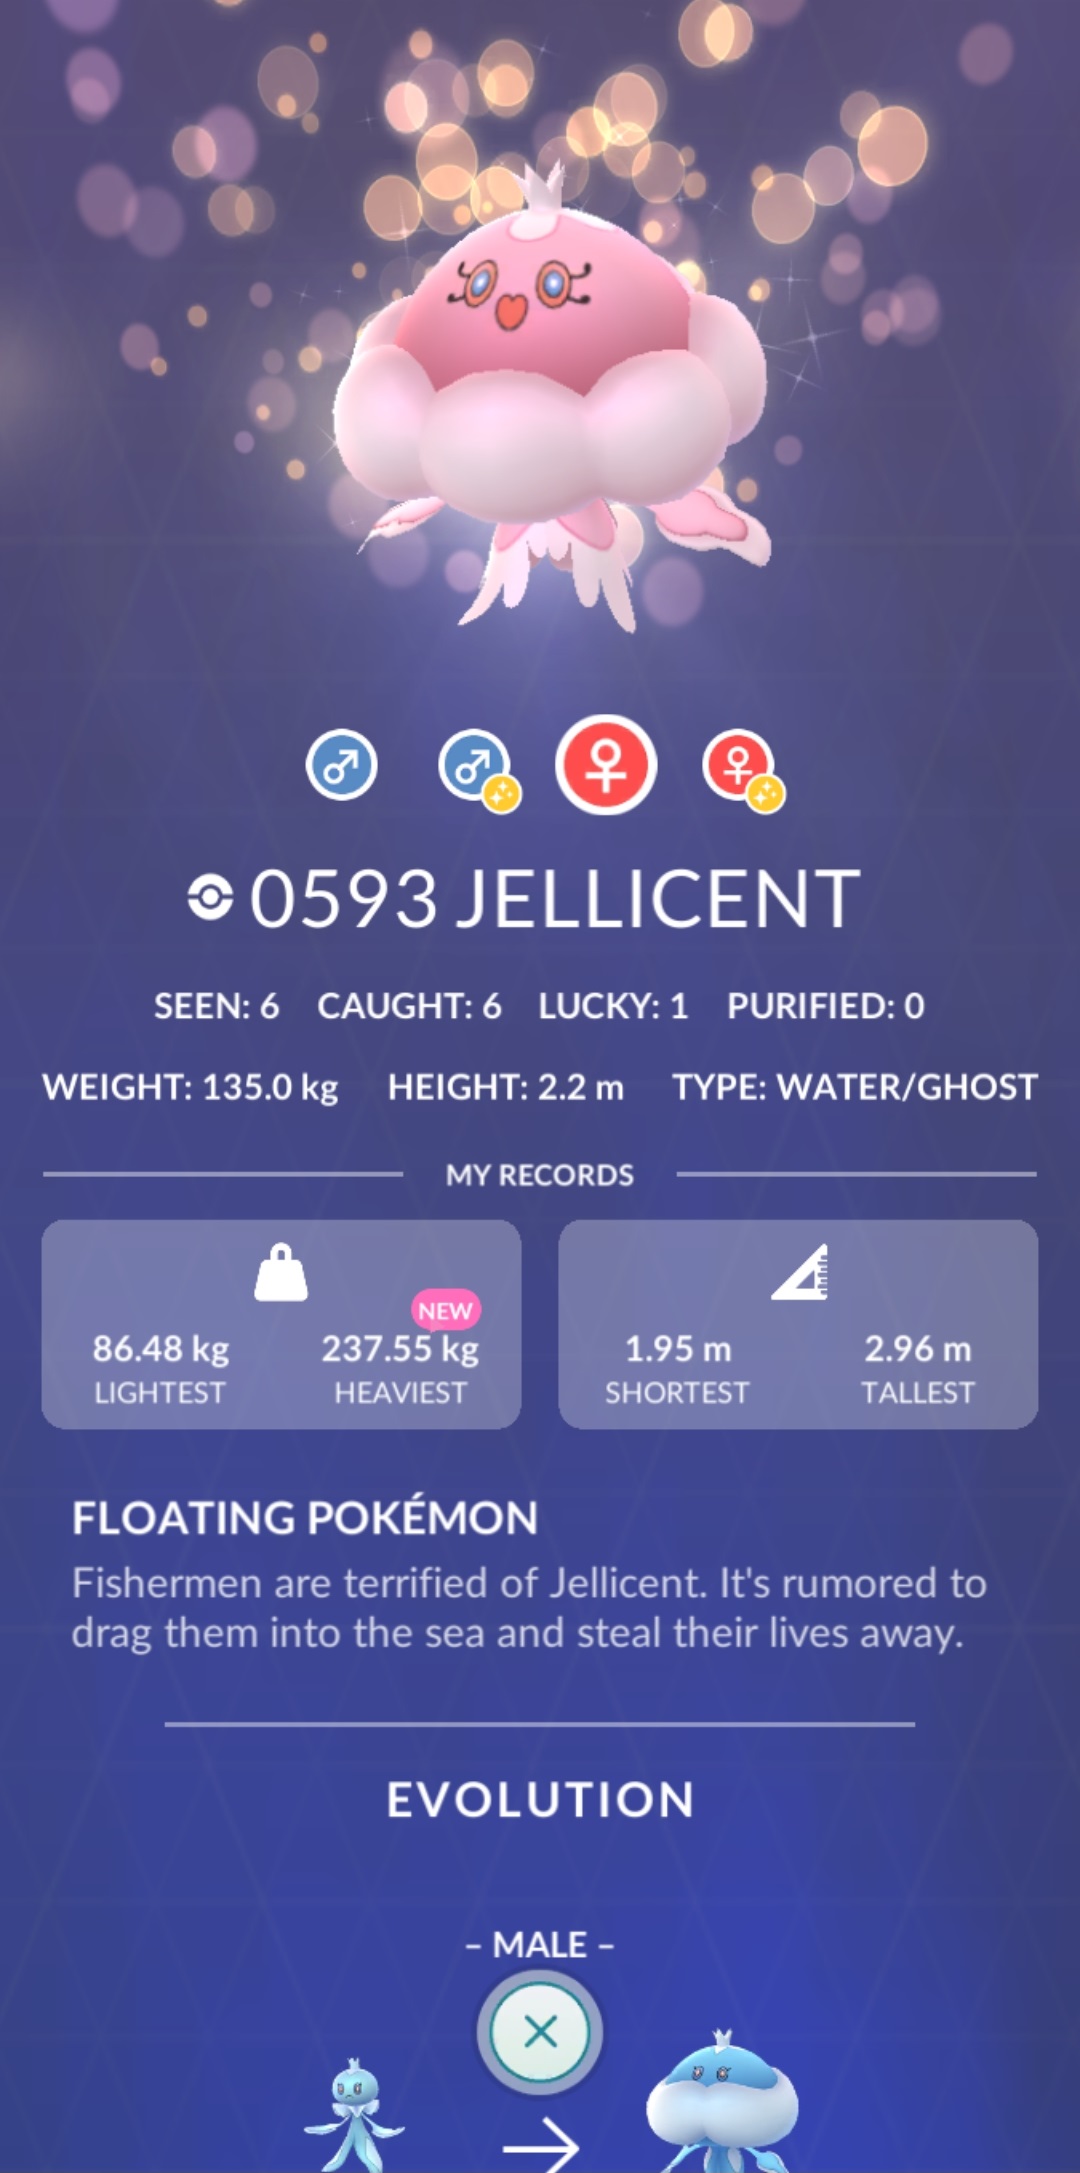 0593 JELLICENT
SEEN: 6 CAUGHT: 6 LUCKY: 1 PURIFIED: 0
WEIGHT: 135.0 kg HEIGHT: 2.2 m TYPE: WATER/GHOST
MY RECORDS
NEW
86.48 kg 237.55 kg 1.95 m 2.96 m
LIGHTEST HEAVIEST SHORTEST TALLEST
FLOATING POKÉMON
Fishermen are terrified of Jellicent. It's rumored to
drag them into the sea and steal their lives away.
EVOLUTION
– MALE –